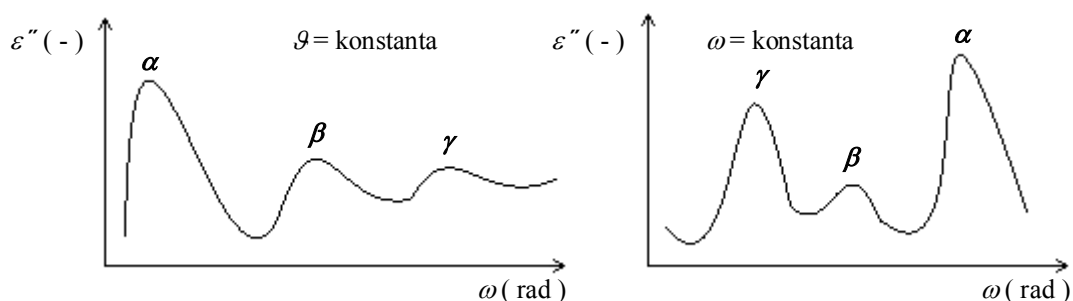 ε″ ( - )
ϑ = konstanta
α
β
γ
ω ( rad )
ε″ ( - )
ω = konstanta
γ
β
α
ω ( rad )